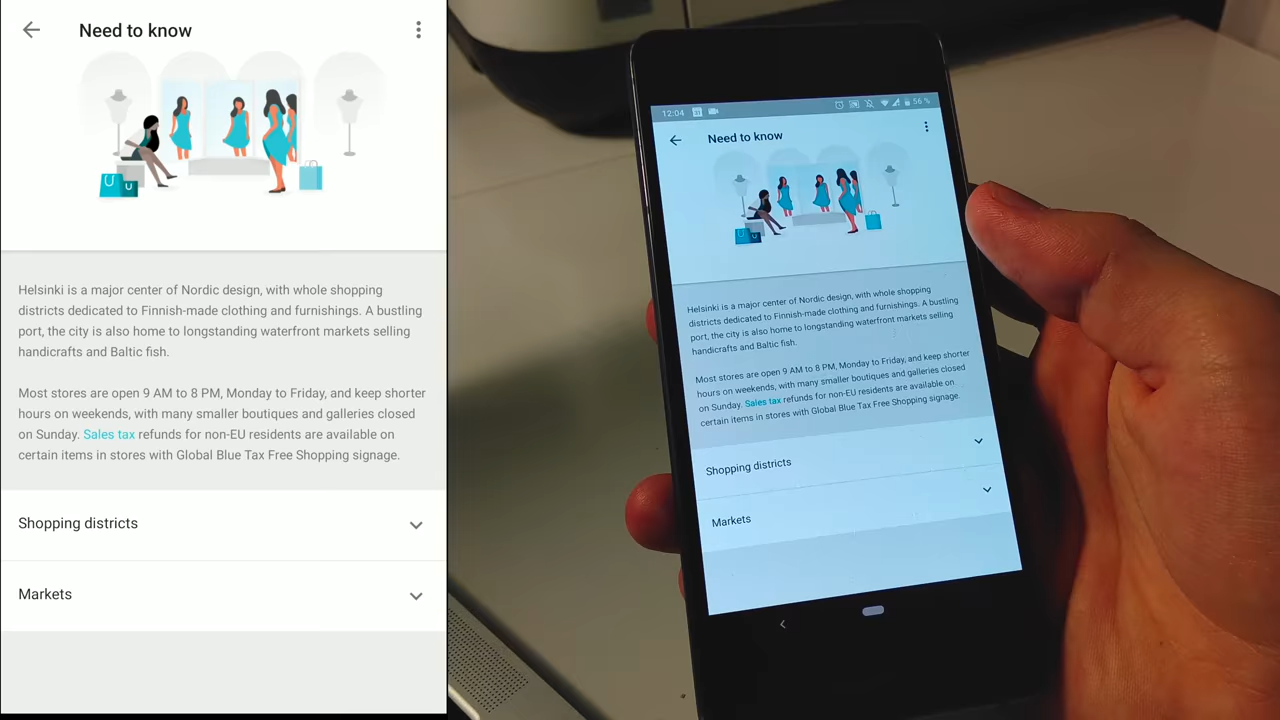 Need to know
Helsinki is a major center of Nordic design, with whole shopping
districts dedicated to Finnish-made clothing and furnishings. A bustling
port, the city is also home to longstanding waterfront markets selling
handicrafts and Baltic fish.
Most stores are open 9 AM to 8 PM, Monday to Friday, and keep shorter
hours on weekends, with many smaller boutiques and galleries closed
on Sunday. Sales tax refunds for non-EU residents are available on
certain items in stores with Global Blue Tax Free Shopping signage.
Shopping districts
Markets
12:04 31 56 %
Need to know
Helsinki is a major center of Nordic design, with whole shopping
districts dedicated to Finnish-made clothing and furnishings. A bustling
port, the city is also home to longstanding waterfront markets selling
handicrafts and Baltic fish.
Most stores are open 9 AM to 8 PM, Monday to Friday, and keep shorter
hours on weekends, with many smaller boutiques and galleries closed
on Sunday. Sales tax refunds for non-EU residents are available on
certain items in stores with Global Blue Tax Free Shopping signage.
Shopping districts
Markets